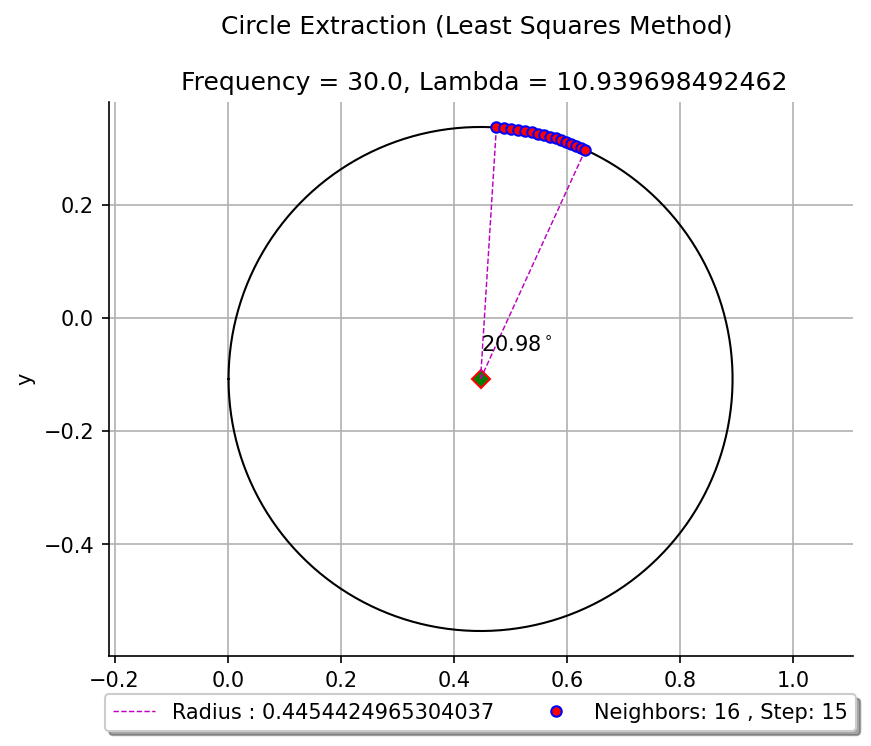 Circle Extraction (Least Squares Method)
Frequency = 30.0, Lambda = 10.939698492462
0.2
0.0
−0.2
−0.4
y
20.98°
−0.2 0.0 0.2 0.4 0.6 0.8 1.0
Radius : 0.4454424965304037 Neighbors: 16 , Step: 15